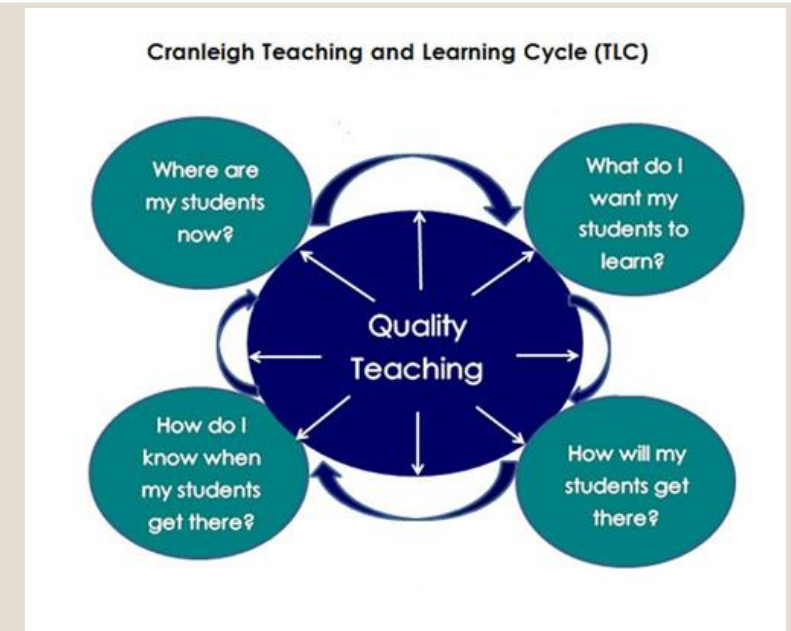 Cranleigh Teaching and Learning Cycle (TLC)
Where are
my students
now?
What do I
want my
students to
learn?
Quality
Teaching
How do I
know when
my students
get there?
How will my
students get
there?